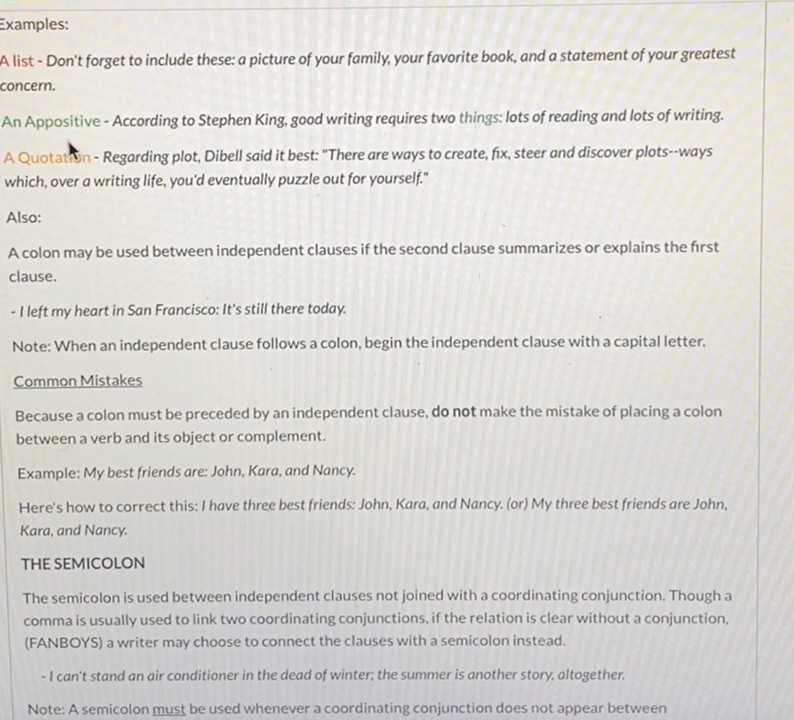 Examples:
A list - Don't forget to include these: a picture of your family, your favorite book, and a statement of your greatest
concern.
An Appositive - According to Stephen King, good writing requires two things: lots of reading and lots of writing.
A Quotation - Regarding plot, Dibell said it best: "There are ways to create, fix, steer and discover plots--ways
which, over a writing life, you'd eventually puzzle out for yourself."
Also:
A colon may be used between independent clauses if the second clause summarizes or explains the first
clause.
- I left my heart in San Francisco: It's still there today.
Note: When an independent clause follows a colon, begin the independent clause with a capital letter.
Common Mistakes
Because a colon must be preceded by an independent clause, do not make the mistake of placing a colon
between a verb and its object or complement.
Example: My best friends are: John, Kara, and Nancy.
Here's how to correct this: I have three best friends: John, Kara, and Nancy. (or) My three best friends are John,
Kara, and Nancy.
THE SEMICOLON
The semicolon is used between independent clauses not joined with a coordinating conjunction. Though a
comma is usually used to link two coordinating conjunctions, if the relation is clear without a conjunction,
(FANBOYS) a writer may choose to connect the clauses with a semicolon instead.
- I can't stand an air conditioner in the dead of winter; the summer is another story, altogether.
Note: A semicolon must be used whenever a coordinating conjunction does not appear between